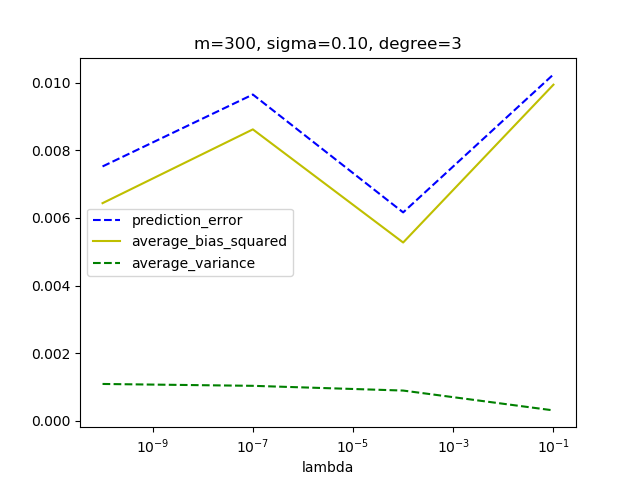 m=300, sigma=0.10, degree=3
0.010
0.008
0.006
0.004
0.002
0.000
prediction_error
average_bias_squared
average_variance
10⁻⁹ 10⁻⁷ 10⁻⁵ 10⁻³ 10⁻¹
lambda